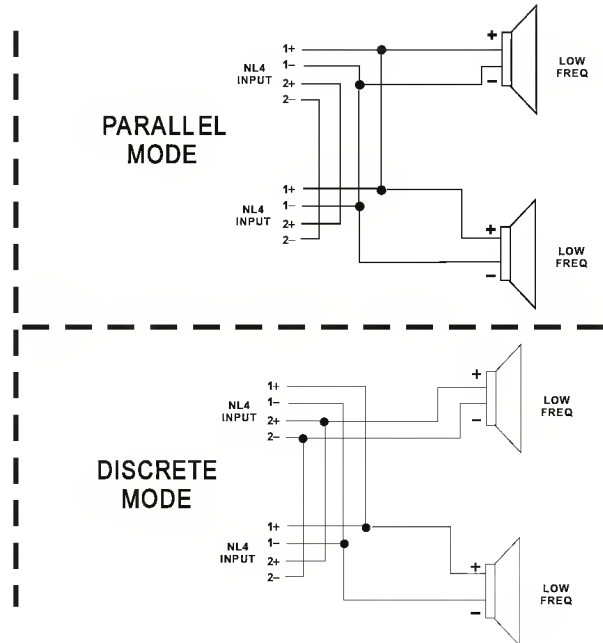 1+
1–
2+
2–
NL4
INPUT
+
–
LOW
FREQ
PARALLEL
MODE
1+
1–
2+
2–
NL4
INPUT
+
–
LOW
FREQ
1+
1–
2+
2–
NL4
INPUT
+
–
LOW
FREQ
DISCRETE
MODE
1+
1–
2+
2–
NL4
INPUT
+
–
LOW
FREQ